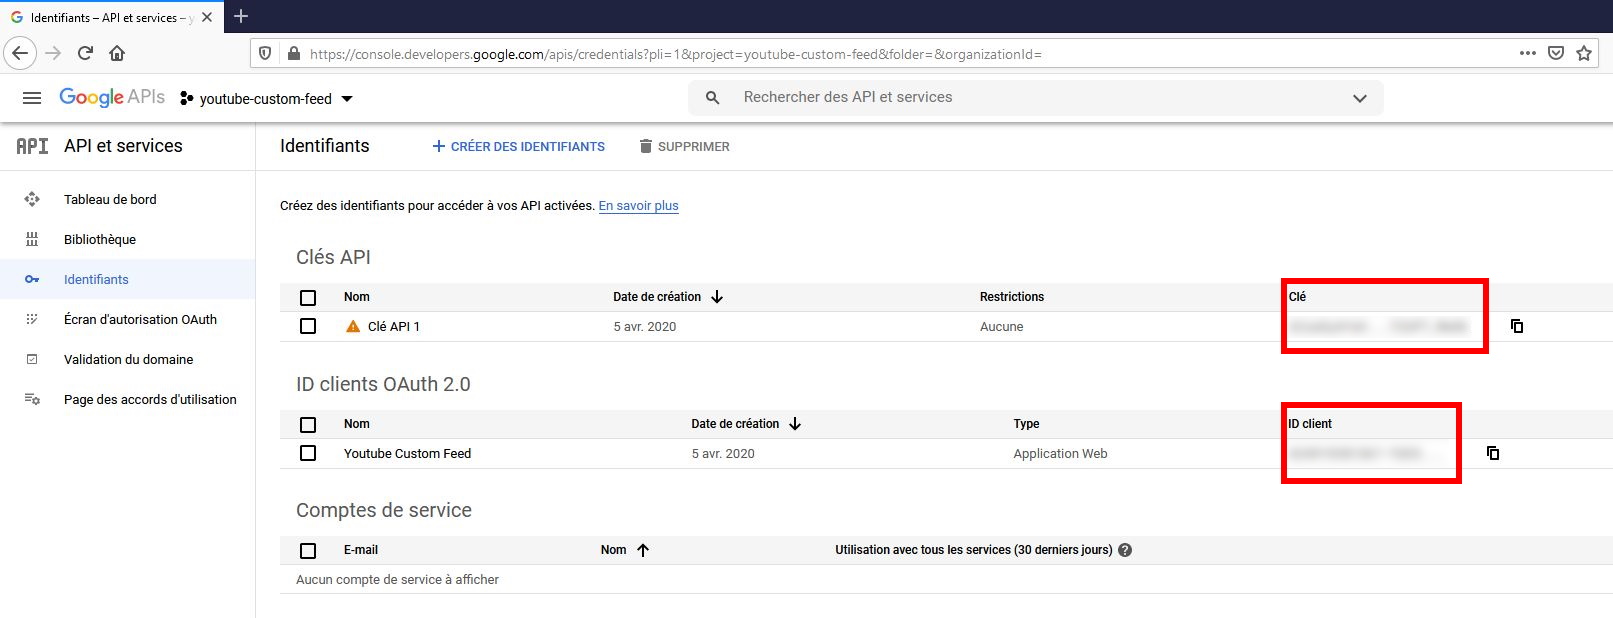 Identifiants – API et services – y
https://console.developers.google.com/apis/credentials?pli=1&project=youtube-custom-feed&folder=&organizationId=
Google APIs youtube-custom-feed Rechercher des API et services
API API et services Identifiants CRÉER DES IDENTIFIANTS SUPPRIMER
Tableau de bord
Bibliothèque
Identifiants
Écran d'autorisation OAuth
Validation du domaine
Page des accords d'utilisation
Créez des identifiants pour accéder à vos API activées. En savoir plus
Clés API
Nom Date de création Restrictions Clé
Clé API 1 5 avr. 2020 Aucune
ID clients OAuth 2.0
Nom Date de création Type ID client
Youtube Custom Feed 5 avr. 2020 Application Web
Comptes de service
E-mail Nom Utilisation avec tous les services (30 derniers jours) ?
Aucun compte de service à afficher